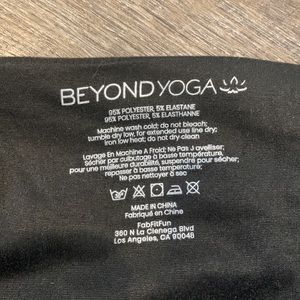 BEYOND YOGA
95% POLYESTER, 5% ELASTANE
95% POLYESTER, 5% ELASTHANNE
Machine wash cold; do not bleach;
tumble dry low, for extended use line dry;
iron low; do not dry clean
Lavage En Machine A Froid; Ne Pas J avelliser;
Sécher par culbutage à basse température,
pour une meilleure durabilité, suspendre pour sécher;
repasser à basse température;
Ne pas nettoyer à sec
MADE IN CHINA
Fabriqué en Chine
FabFitFun
360 N La Cienega Blvd
Los Angeles, CA 90048